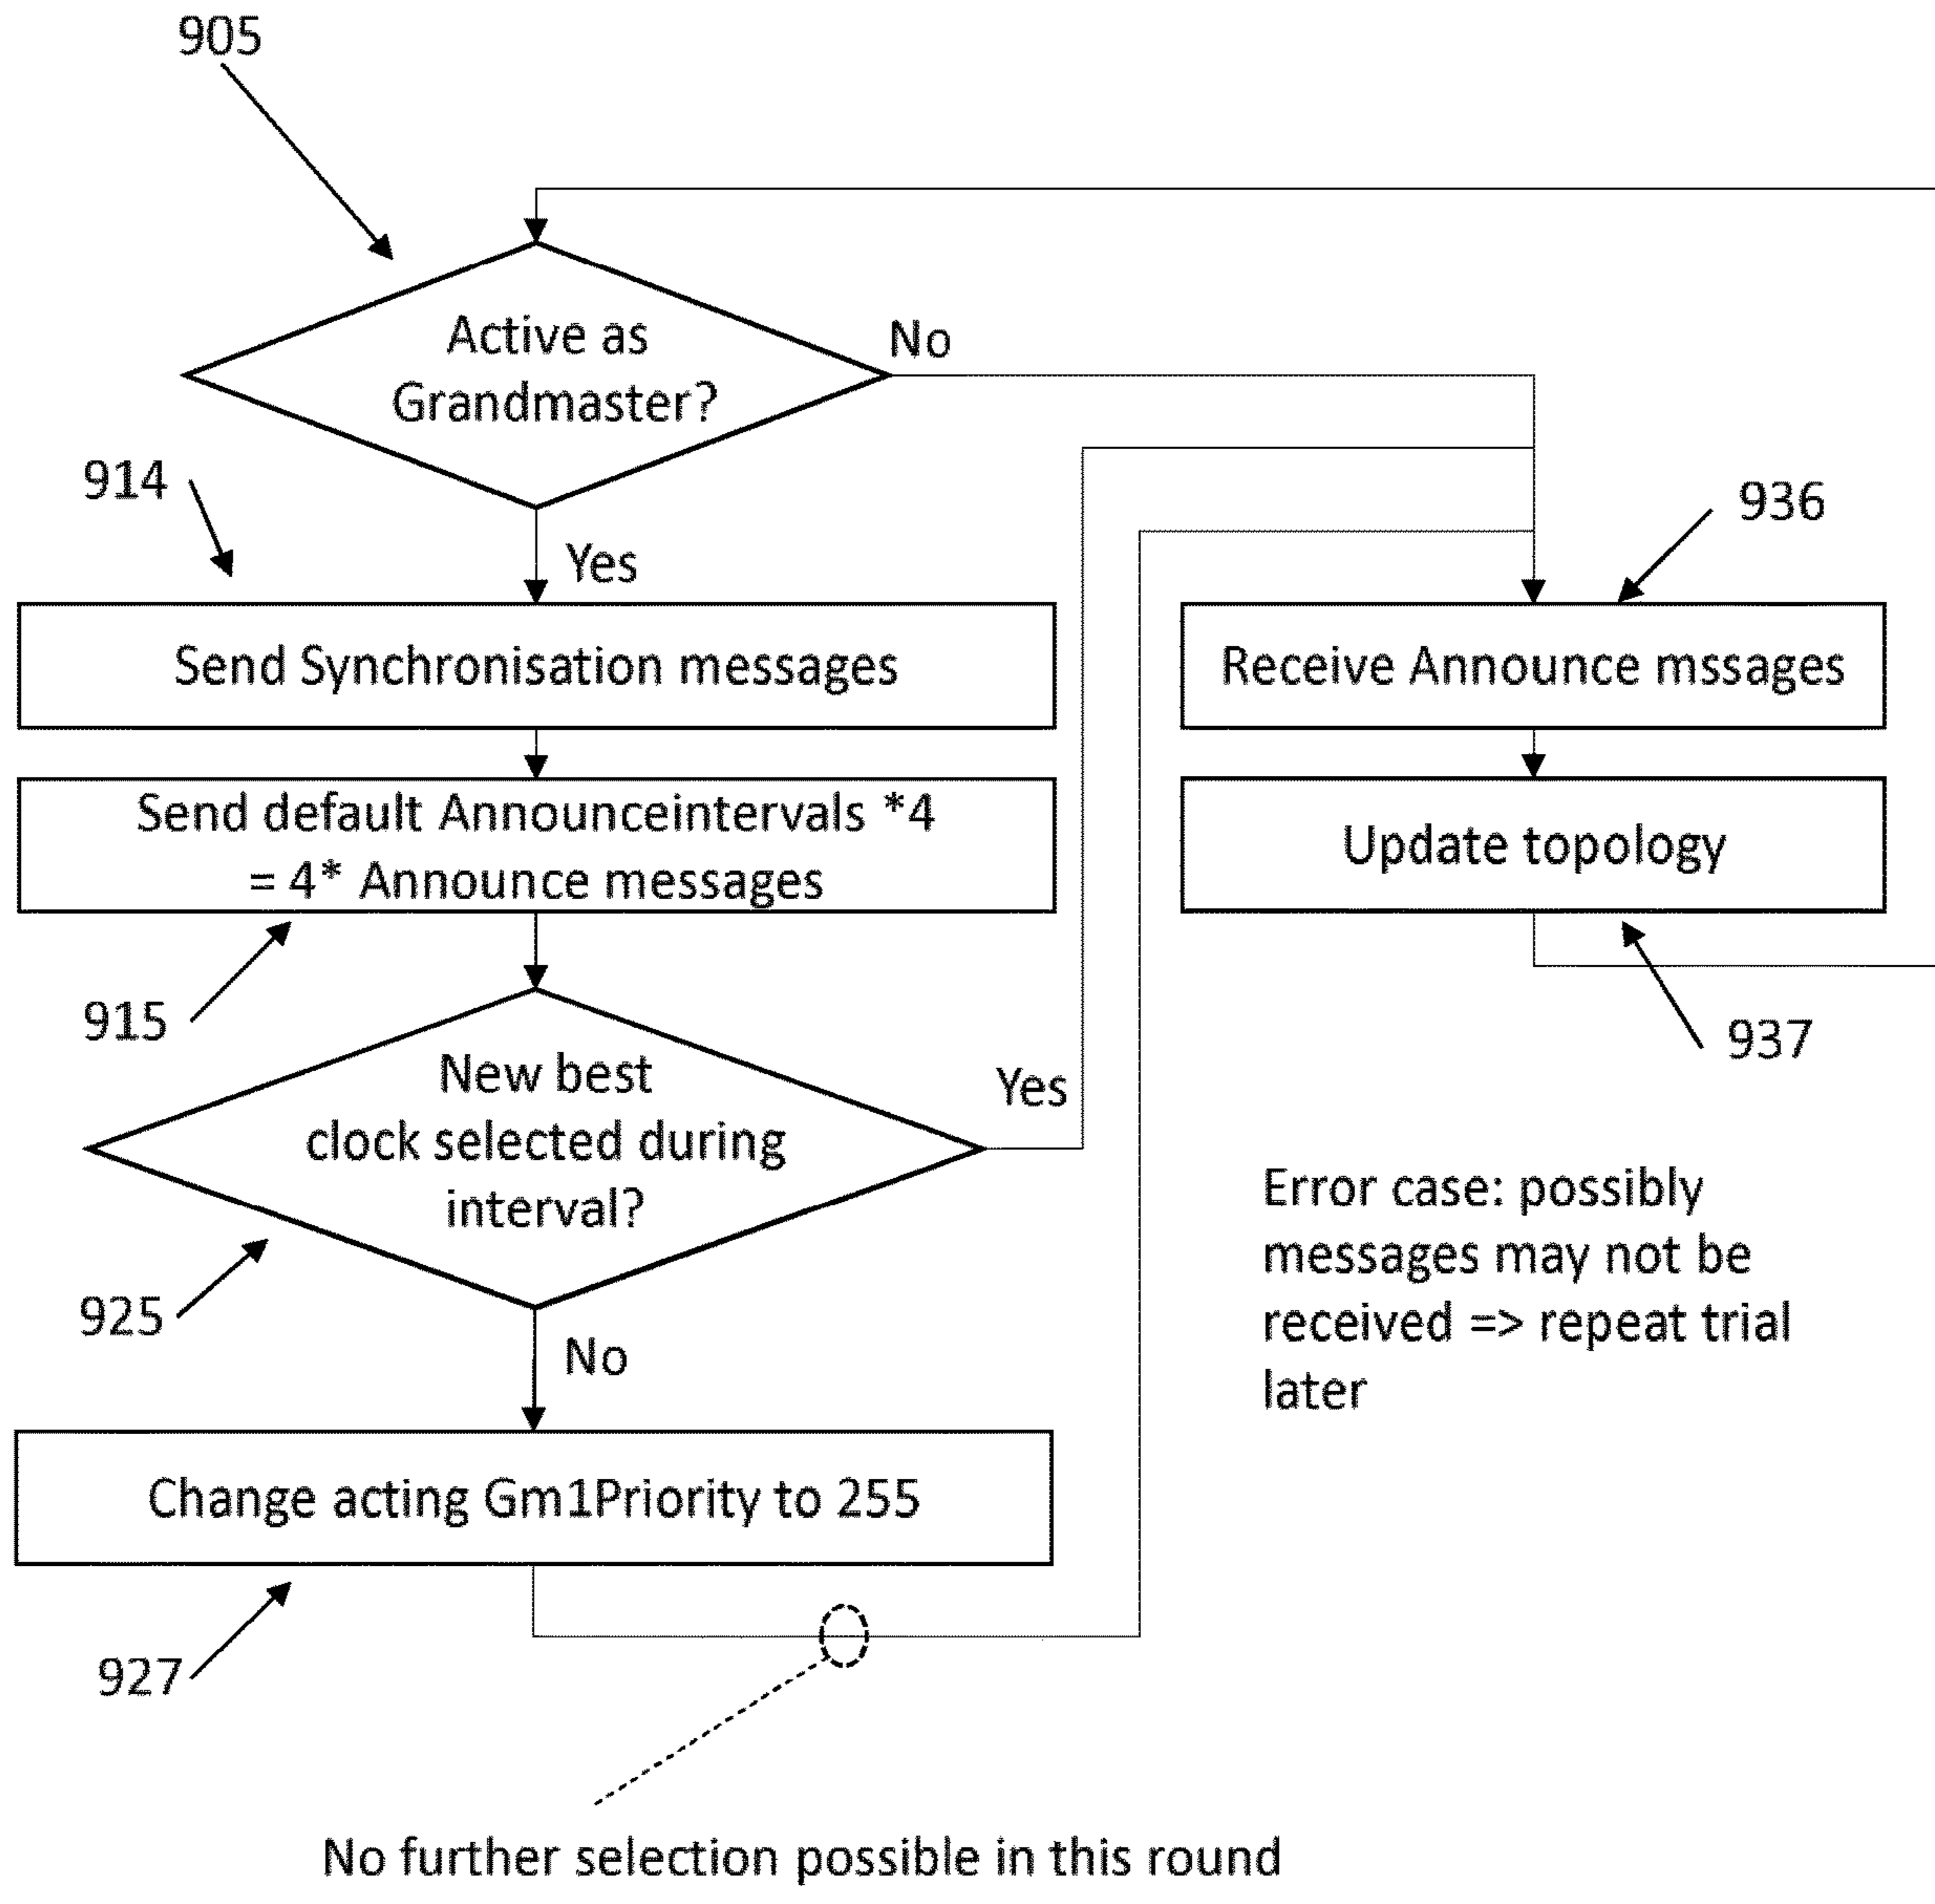 905
Active as
Grandmaster?
No
914
Yes
936
Send Synchronisation messages
Receive Announce mssages
Send default Announceintervals *4
= 4* Announce messages
Update topology
915
937
New best
clock selected during
interval?
Yes
925
No
Error case: possibly
messages may not be
received => repeat trial
later
Change acting Gm1Priority to 255
927
No further selection possible in this round